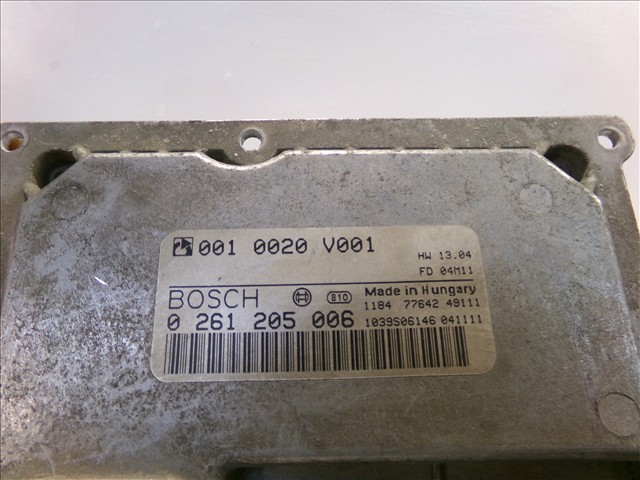 001 0020 V001
HW 13.04
FD 04M11
BOSCH 810 Made in Hungary
1184 77642 49111
0 261 205 006 1039S06146 041111